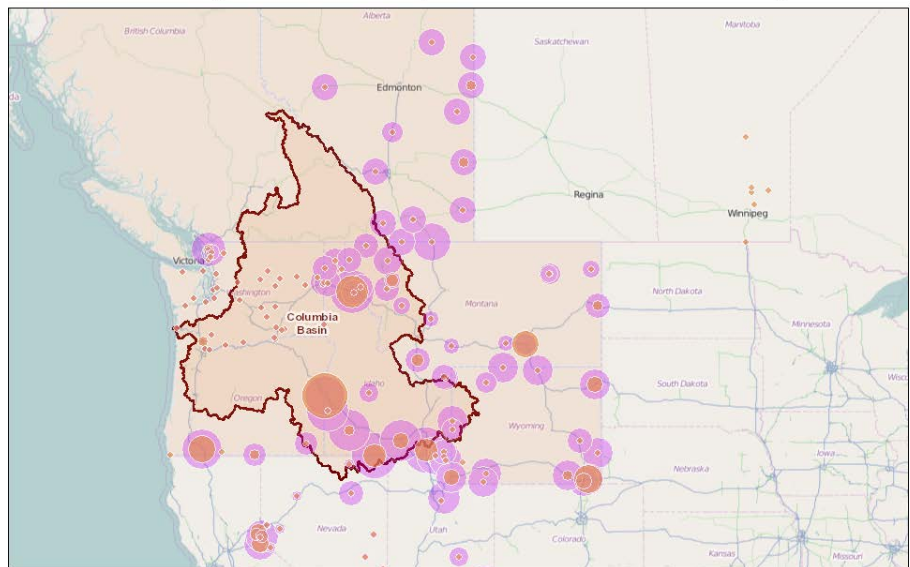 Alberta
Manitoba
British Columbia
Saskatchewan
Edmonton
da
Regina
Winnipeg
Victoria
Washington
Montana
North Dakota
Columbia
Basin
Minnesota
Idaho
South Dakota
Wisc
Oregon
Wyoming
Iowa
Nebraska
Nevada
Utah
Colorado
Kansas
Missouri